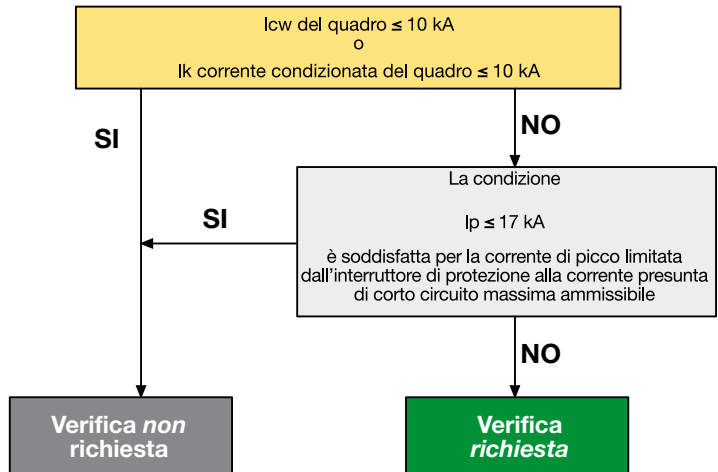 Icw del quadro ≤ 10 kA
o
Ik corrente condizionata del quadro ≤ 10 kA
SI
NO
La condizione
SI
Ip ≤ 17 kA
è soddisfatta per la corrente di picco limitata
dall'interruttore di protezione alla corrente presunta
di corto circuito massima ammissibile
NO
Verifica non
richiesta
Verifica
richiesta